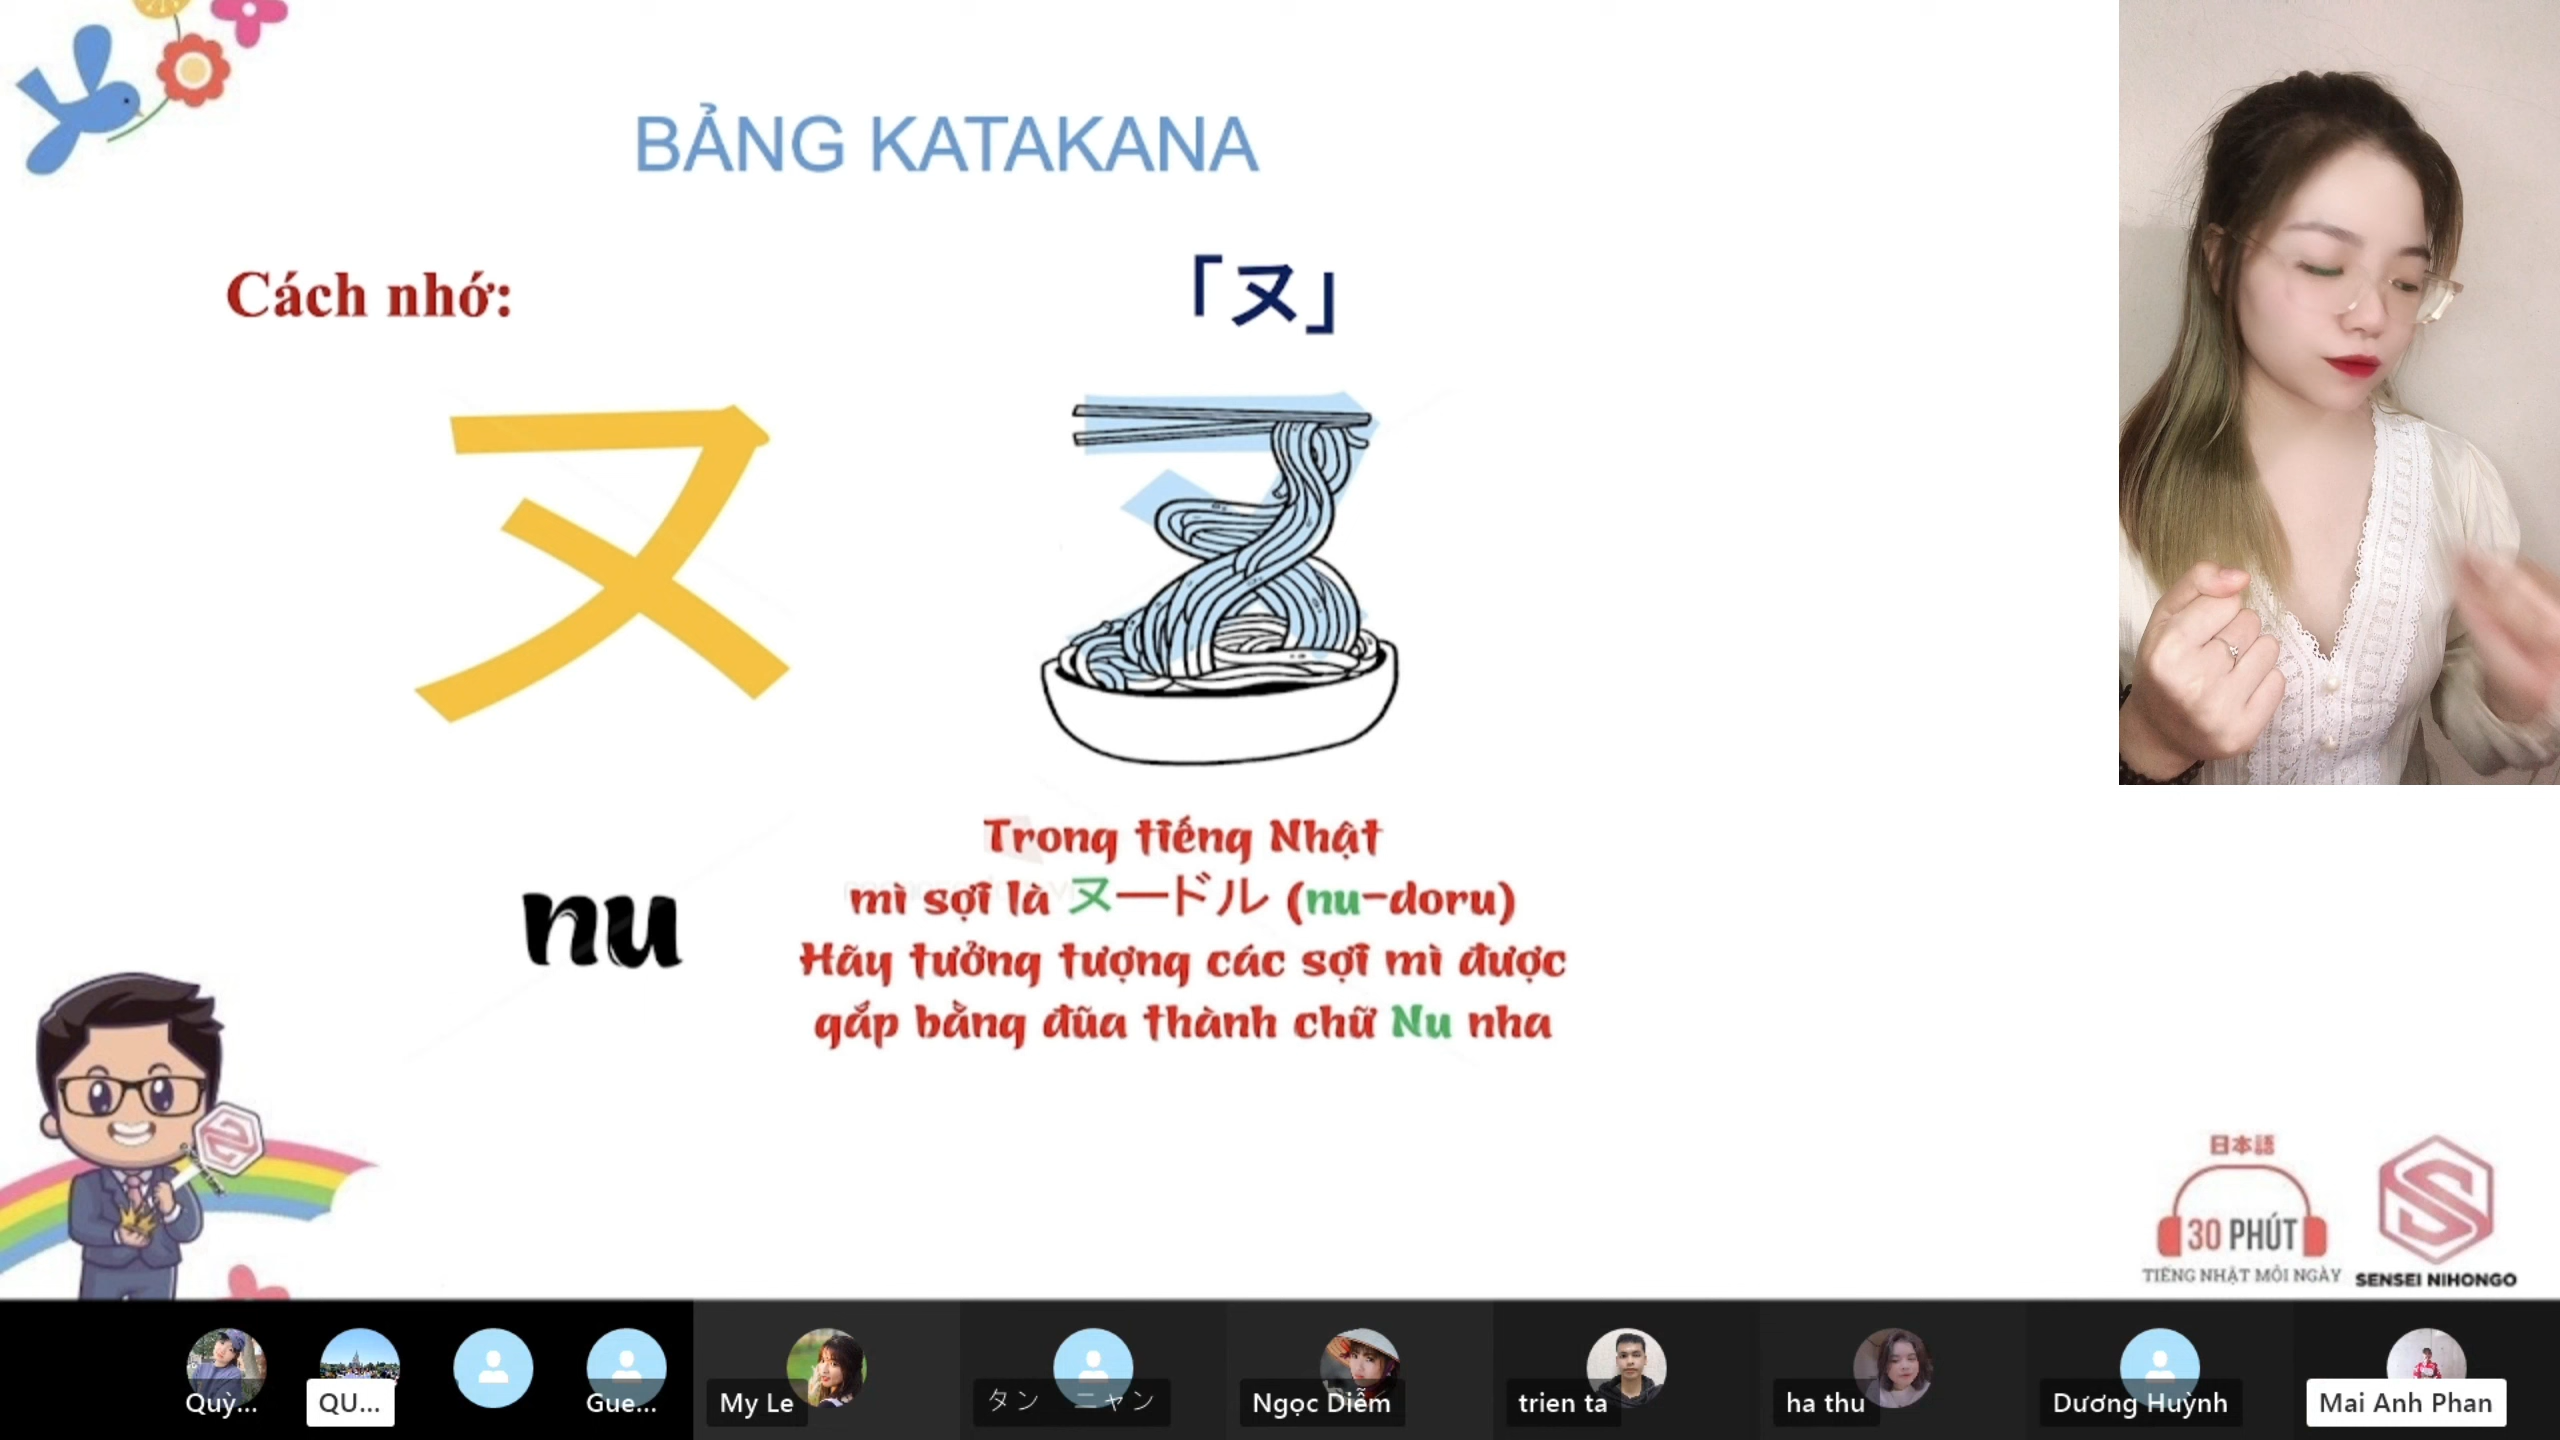 BẢNG KATAKANA
Cách nhớ:
「ヌ」
ヌ
nu
Trong tiếng Nhật
mì sợi là ヌードル (nu-doru)
Hãy tưởng tượng các sợi mì được
gắp bằng đũa thành chữ Nu nha
日本語
30 PHÚT
TIẾNG NHẬT MỖI NGÀY
SENSEI NIHONGO
Quỳ...
QU...
Gue...
My Le
タン ニャン
Ngọc Diễm
trien ta
ha thu
Dương Huỳnh
Mai Anh Phan